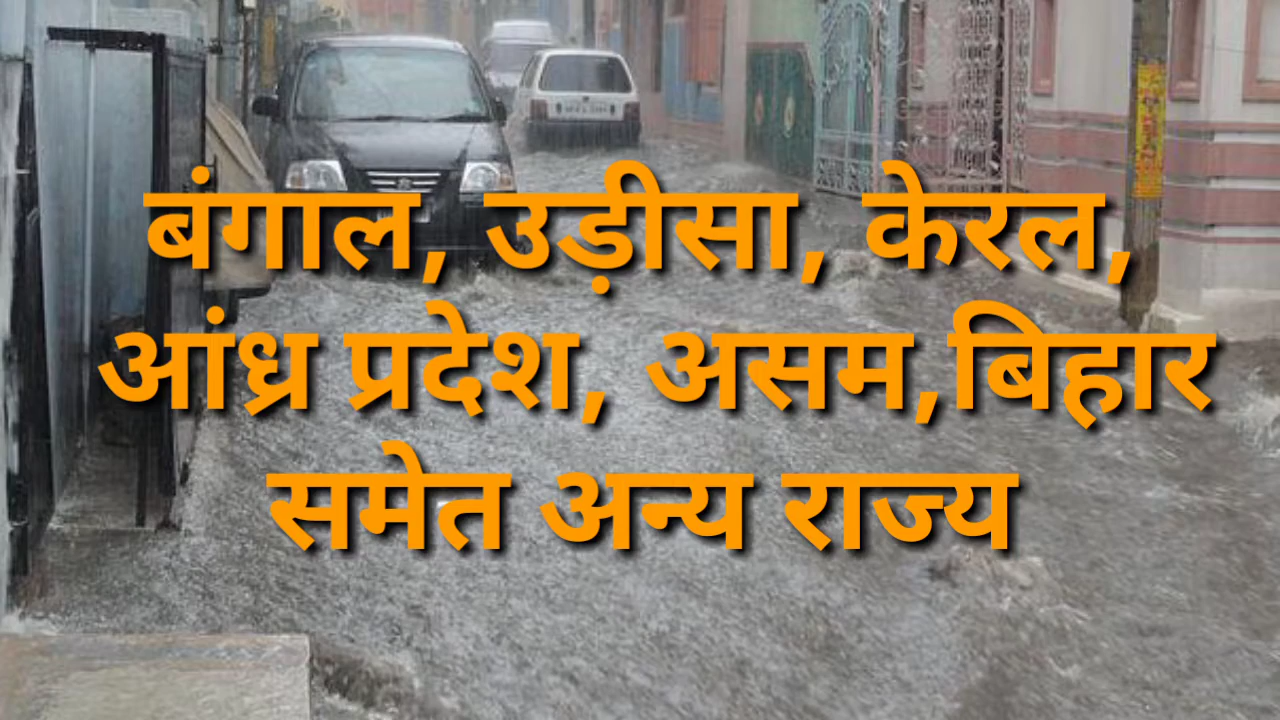 बंगाल, उड़ीसा, केरल,
आंध्र प्रदेश, असम,बिहार
समेत अन्य राज्य